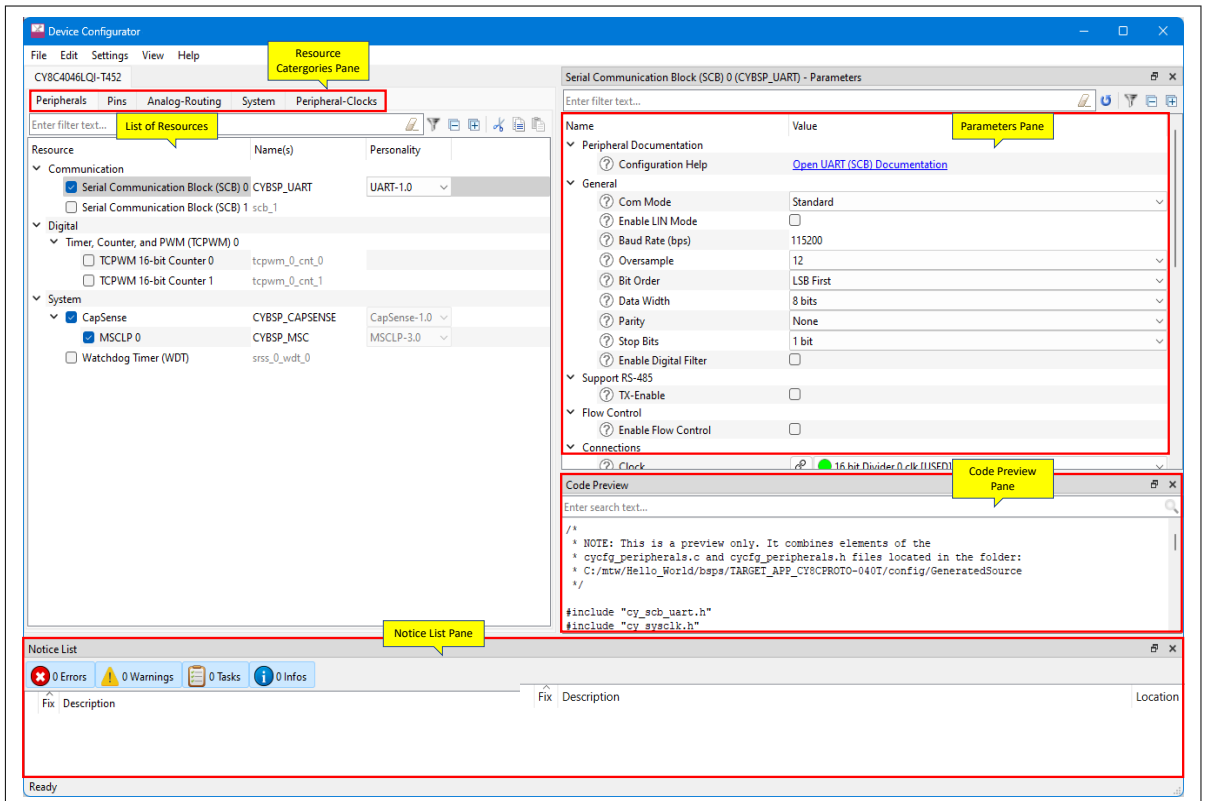 Device Configurator
File Edit Settings View Help
Resource
Catergories Pane
CY8C4046LQI-T452
Peripherals Pins Analog-Routing System Peripheral-Clocks
Enter filter text...
List of Resources
Resource Name(s) Personality
Communication
Serial Communication Block (SCB) 0 CYBSP_UART UART-1.0
Serial Communication Block (SCB) 1 scb_1
Digital
Timer, Counter, and PWM (TCPWM) 0
TCPWM 16-bit Counter 0 tcpwm_0_cnt_0
TCPWM 16-bit Counter 1 tcpwm_0_cnt_1
System
CapSense CYBSP_CAPSENSE CapSense-1.0
MSCLP 0 CYBSP_MSC MSCLP-3.0
Watchdog Timer (WDT) srss_0_wdt_0
Serial Communication Block (SCB) 0 (CYBSP_UART) - Parameters
Enter filter text...
Name Value
Parameters Pane
Peripheral Documentation
Configuration Help Open UART (SCB) Documentation
General
Com Mode Standard
Enable LIN Mode
Baud Rate (bps) 115200
Oversample 12
Bit Order LSB First
Data Width 8 bits
Parity None
Stop Bits 1 bit
Enable Digital Filter
Support RS-485
TX-Enable
Flow Control
Enable Flow Control
Connections
Clock 16 bit Divider 0 clk [USED]
Code Preview
Pane
Code Preview
Enter search text...
/*
* NOTE: This is a preview only. It combines elements of the
* cycfg_peripherals.c and cycfg_peripherals.h files located in the folder:
* C:/mtw/Hello_World/bsps/TARGET_APP_CY8CPROTO-040T/config/GeneratedSource
*/
#include "cy_scb_uart.h"
#include "cy_sysclk.h"
Notice List Pane
Notice List
0 Errors 0 Warnings 0 Tasks 0 Infos
Fix Description
Fix Description Location
Ready